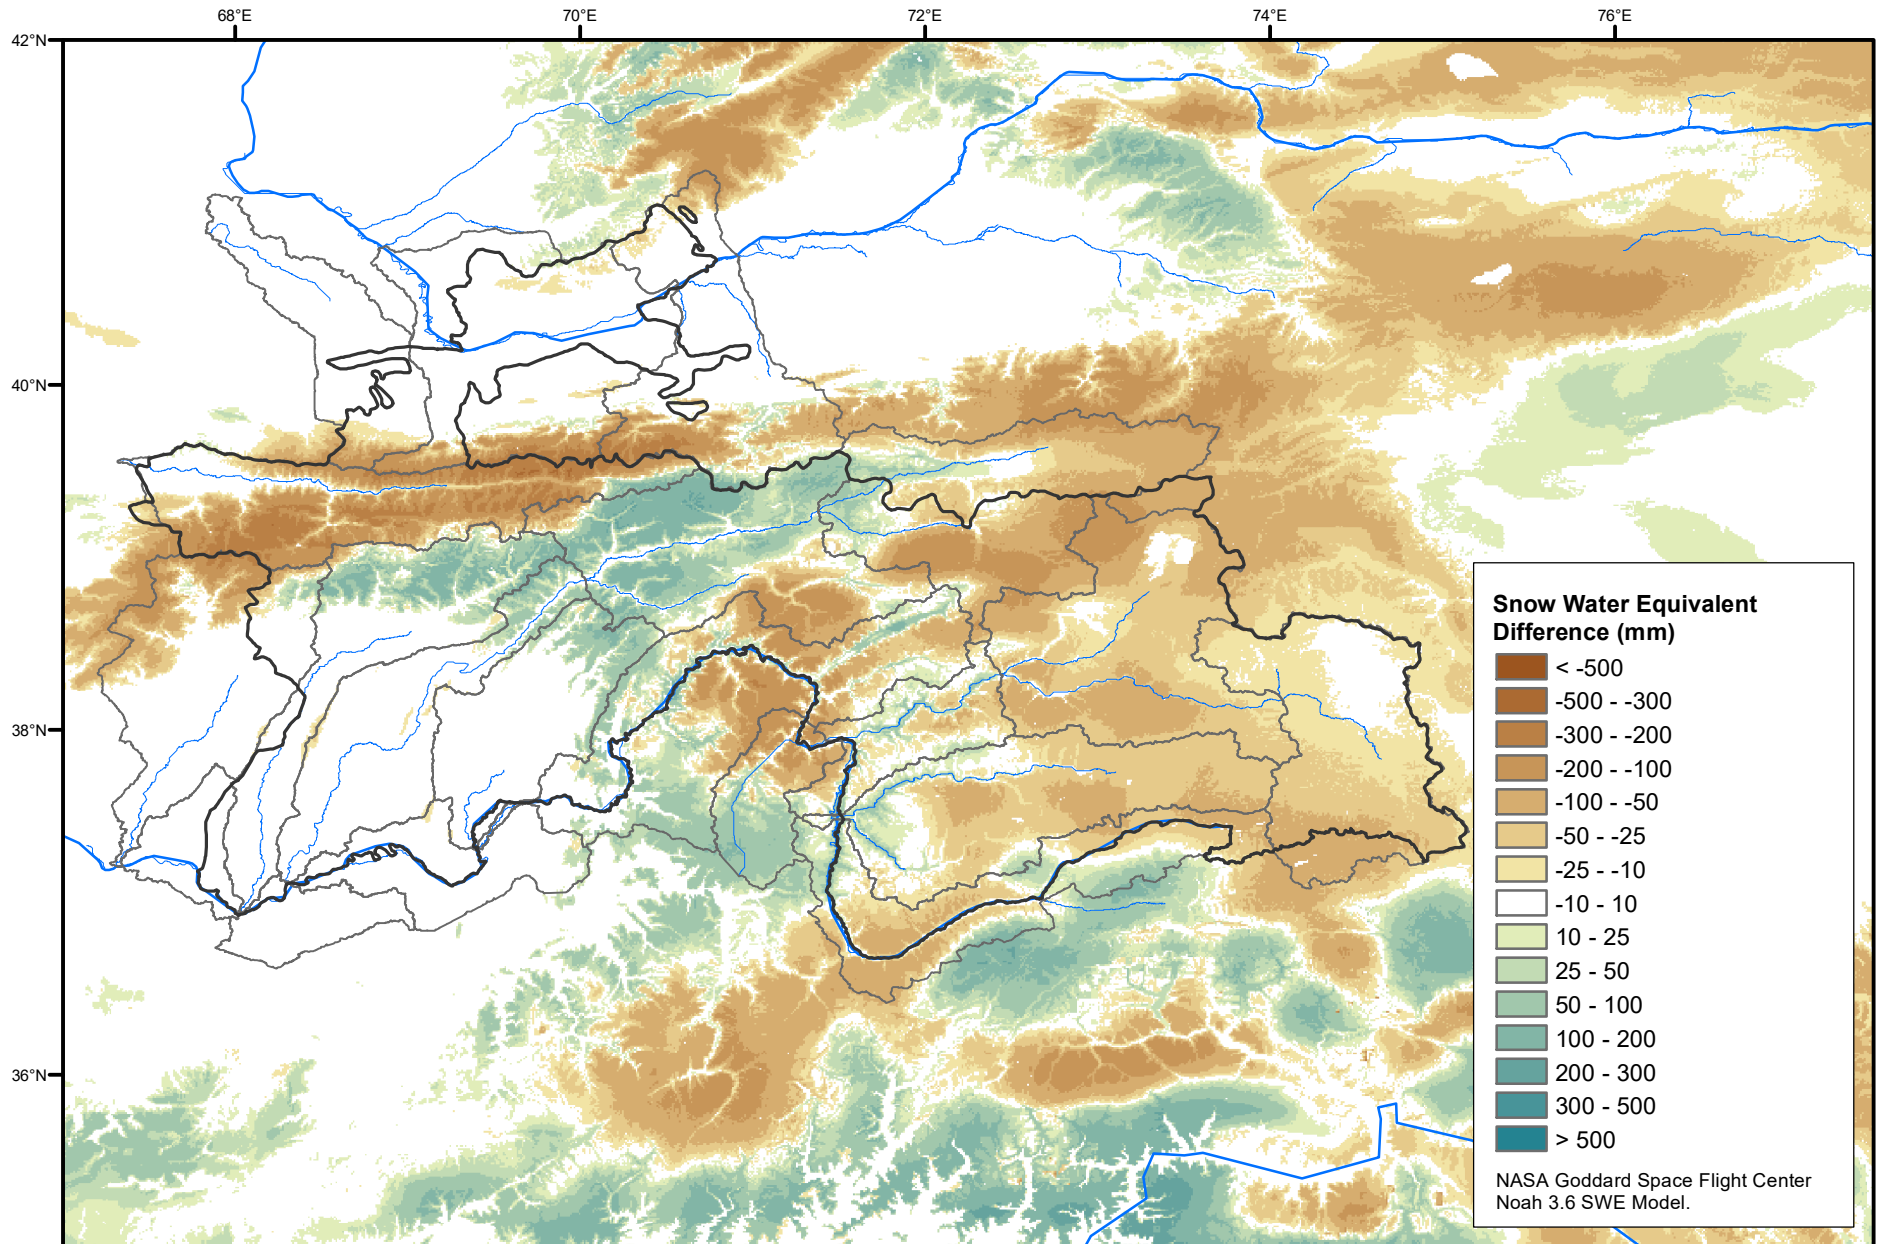 68°E 70°E 72°E 74°E 76°E
42°N
40°N
38°N
36°N
Snow Water Equivalent
Difference (mm)
< -500
-500 - -300
-300 - -200
-200 - -100
-100 - -50
-50 - -25
-25 - -10
-10 - 10
10 - 25
25 - 50
50 - 100
100 - 200
200 - 300
300 - 500
> 500
NASA Goddard Space Flight Center
Noah 3.6 SWE Model.